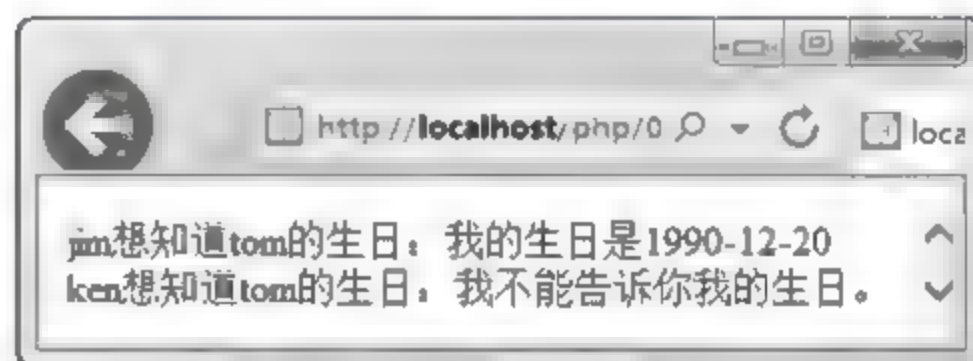 http://localhost/php/0
loca
jim想知道tom的生日：我的生日是1990-12-20
ken想知道tom的生日：我不能告诉你我的生日。